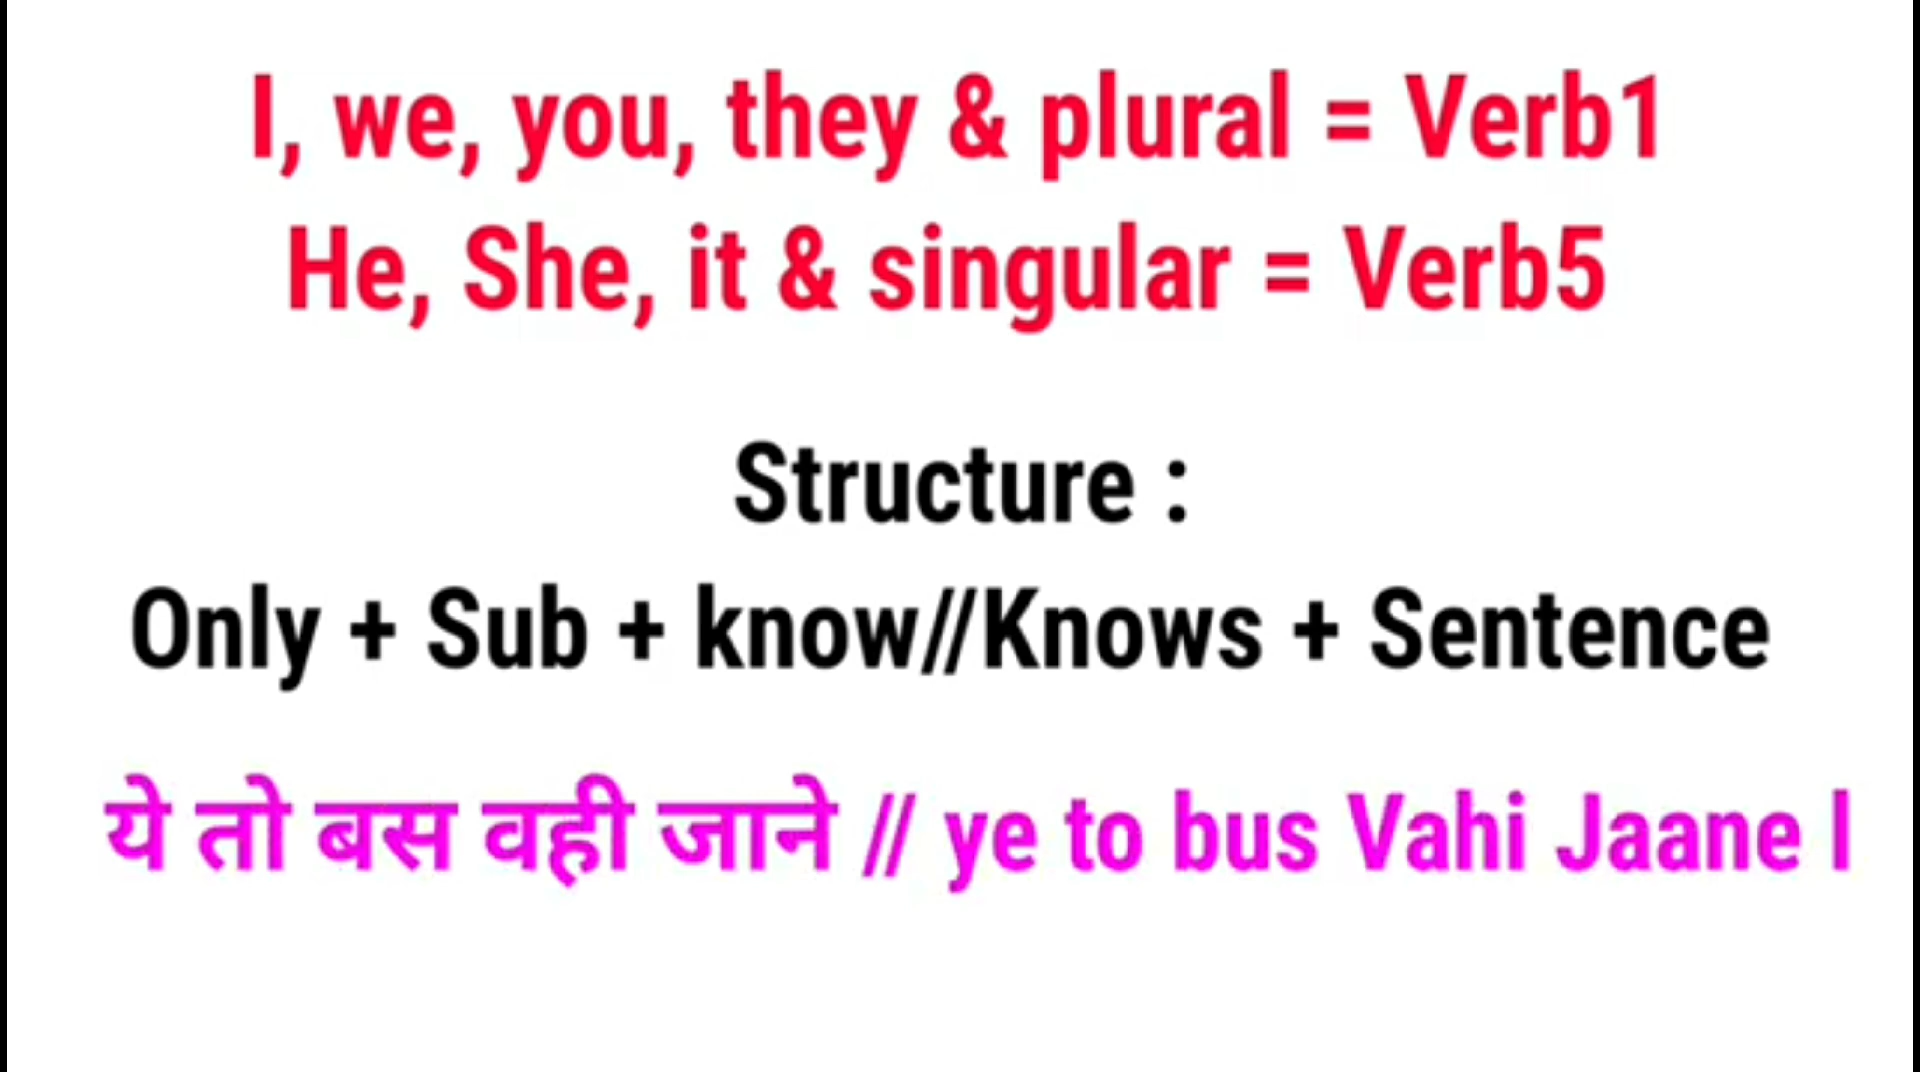 I, we, you, they & plural = Verb1
He, She, it & singular = Verb5
Structure :
Only + Sub + know//Knows + Sentence
ये तो बस वही जाने // ye to bus Vahi Jaane l